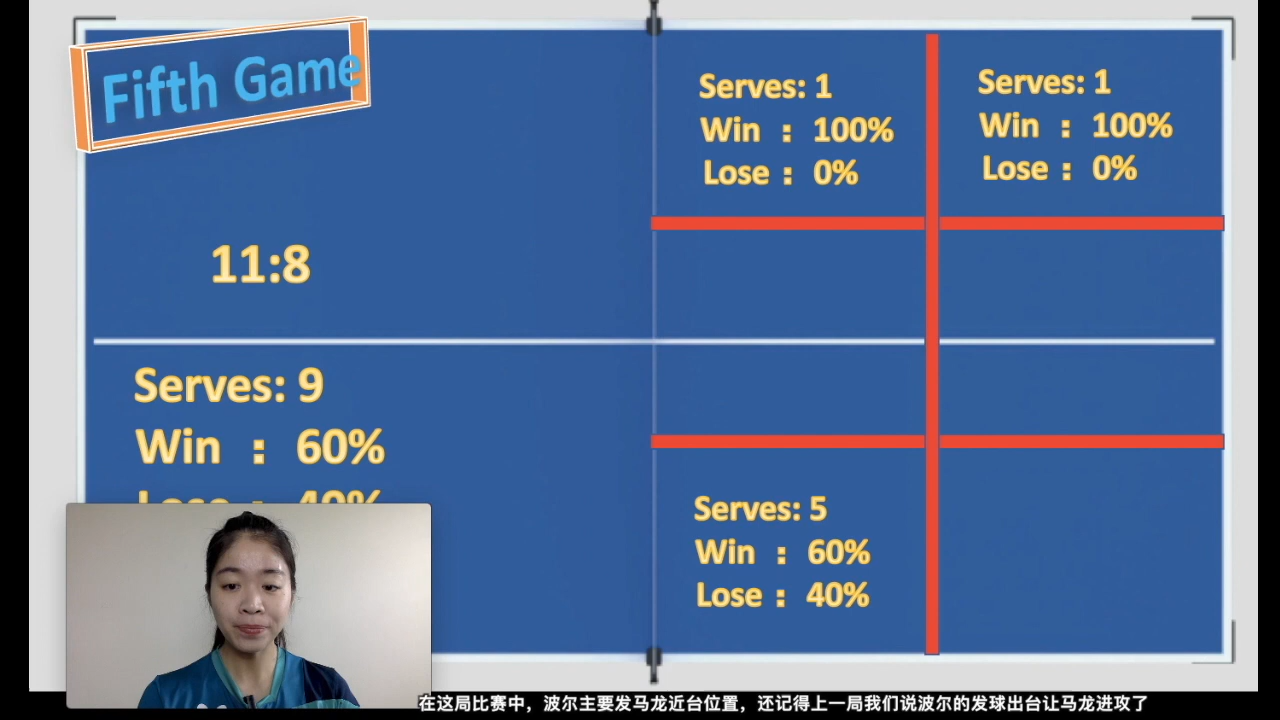 Fifth Game
Serves: 1
Win : 100%
Lose : 0%
Serves: 1
Win : 100%
Lose : 0%
11:8
Serves: 9
Win : 60%
Lose : 40%
Serves: 5
Win : 60%
Lose : 40%
在这局比赛中，波尔主要发马龙近台位置，还记得上一局我们说波尔的发球出台让马龙进攻了